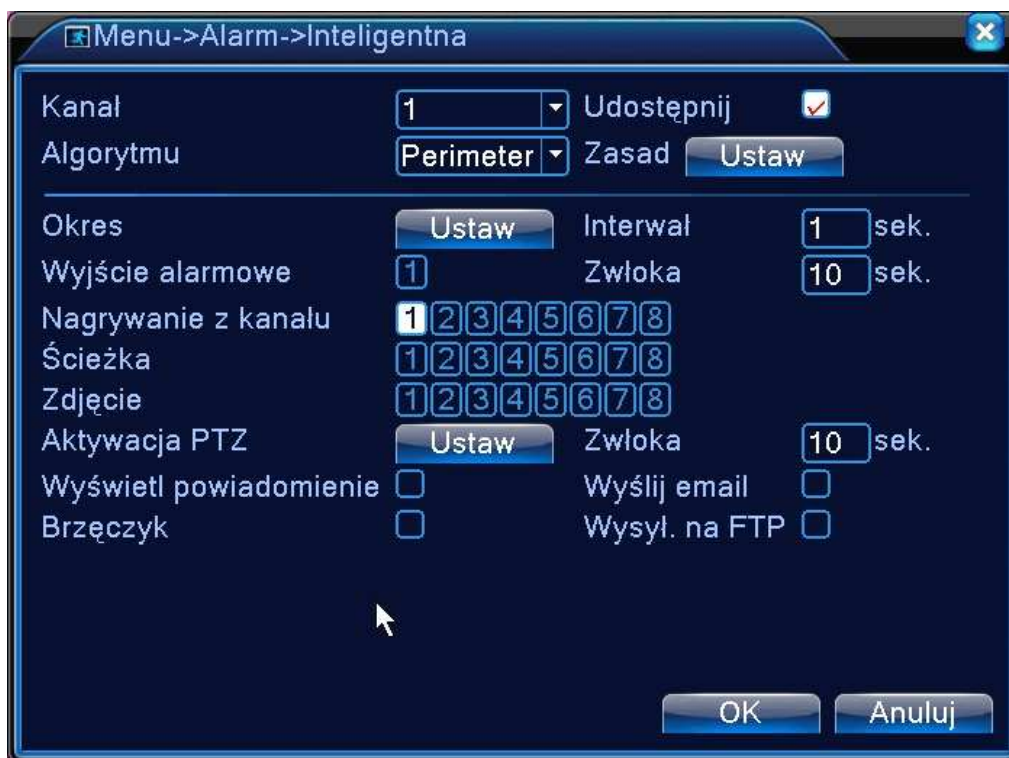 Menu->Alarm->Inteligentna
Kanał 1 Udostępnij
Algorytmu Perimeter Zasad Ustaw
Okres Ustaw Interwał 1 sek.
Wyjście alarmowe 1 Zwłoka 10 sek.
Nagrywanie z kanału 1 2 3 4 5 6 7 8
Ścieżka 1 2 3 4 5 6 7 8
Zdjęcie 1 2 3 4 5 6 7 8
Aktywacja PTZ Ustaw Zwłoka 10 sek.
Wyświetl powiadomienie Wyślij email
Brzęczyk Wysył. na FTP
OK Anuluj